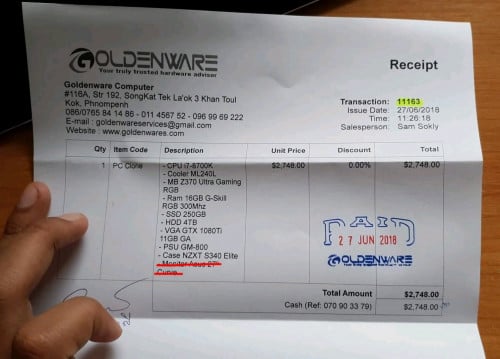 GOLDENWARE
Your truly trusted hardware advisor
Receipt
Goldenware Computer
#116A, Str 192, SongKat Tek La'ok 3 Khan Toul
Kok, Phnompenh
086/0765 84 14 86 - 011 4567 52 - 096 99 69 222
E-mail : goldenwareservices@gmail.com
Website : www.goldenwares.com
Transaction: 11163
Issue Date: 27/06/2018
Time: 11:26:18
Salesperson: Sam Sokly
Qty Item Code Description Unit Price Discount Total
1 PC Clone - CPU i7-8700K $2,748.00 0.00% $2,748.00
- Cooler ML240L
- MB Z370 Ultra Gaming
RGB
- Ram 16GB G-Skill
RGB 300Mhz
- SSD 250GB
- HDD 4TB
- VGA GTX 1080Ti
11GB GA
- PSU GM-800
- Case NZXT S340 Elite
- Monitor Asus 27"
Curve
PAID
27 JUN 2018
GOLDENWARE
Total Amount $2,748.00
Cash (Ref: 070 90 33 79) $2,748.00